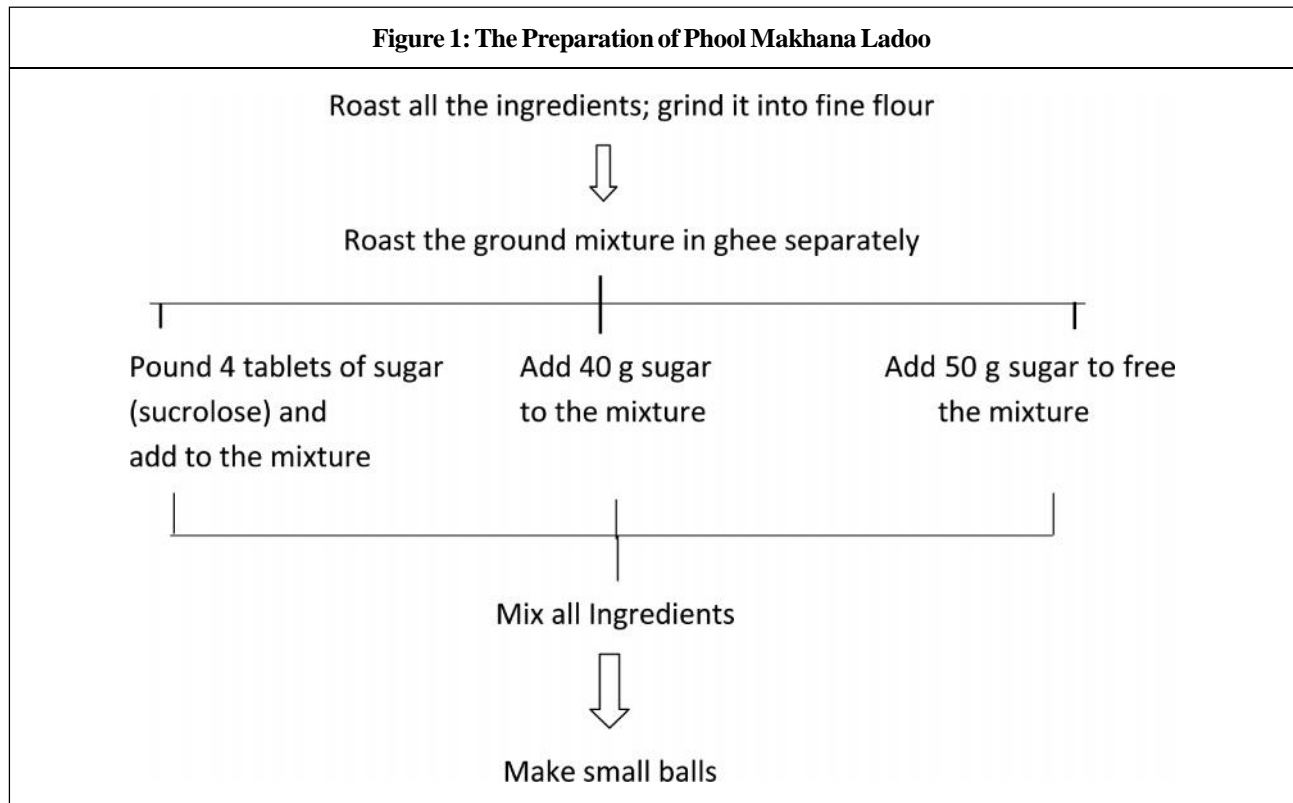 Figure 1: The Preparation of Phool Makhana Ladoo
Roast all the ingredients; grind it into fine flour
Roast the ground mixture in ghee separately
Pound 4 tablets of sugar
(sucrolose) and
add to the mixture
Add 40 g sugar
to the mixture
Add 50 g sugar to free
the mixture
Mix all Ingredients
Make small balls